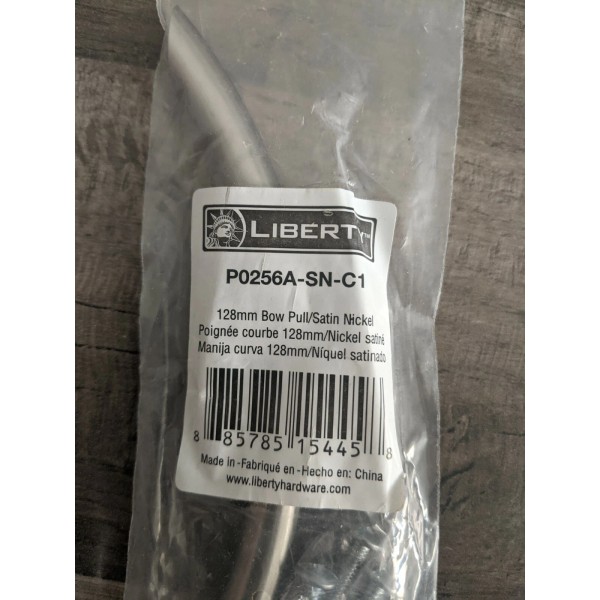 LIBERTY™
P0256A-SN-C1
128mm Bow Pull/Satin Nickel
Poignée courbe 128mm/Nickel satiné
Manija curva 128mm/Níquel satinado
8 85785 15445 8
Made in - Fabriqué en - Hecho en: China
www.libertyhardware.com